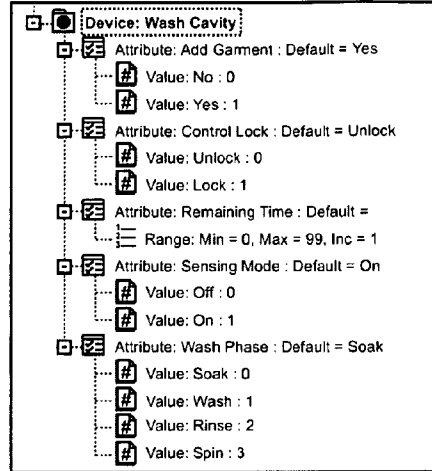 Device: Wash Cavity
Attribute: Add Garment : Default = Yes
Value: No : 0
Value: Yes : 1
Attribute: Control Lock : Default = Unlock
Value: Unlock : 0
Value: Lock : 1
Attribute: Remaining Time : Default =
Range: Min = 0, Max = 99, Inc = 1
Attribute: Sensing Mode : Default = On
Value: Off : 0
Value: On : 1
Attribute: Wash Phase : Default = Soak
Value: Soak : 0
Value: Wash : 1
Value: Rinse : 2
Value: Spin : 3